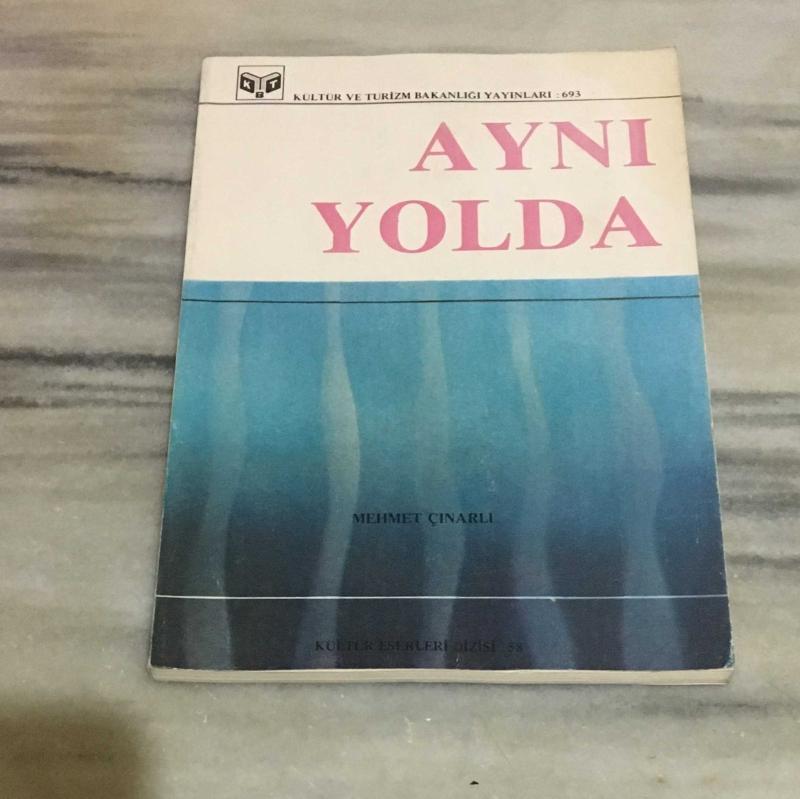 K B T
KÜLTÜR VE TURİZM BAKANLIĞI YAYINLARI : 693
AYNI
YOLDA
MEHMET ÇINARLI
KÜLTÜR ESERLERİ DİZİSİ : 58